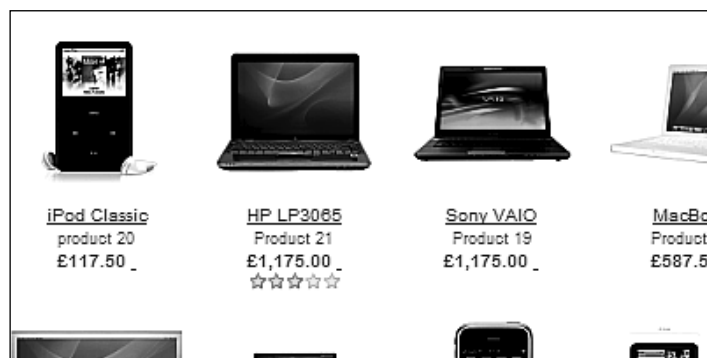 VAIO
iPod Classic
product 20
£117.50
HP LP3065
Product 21
£1,175.00
Sony VAIO
Product 19
£1,175.00
MacBo
Product
£587.5